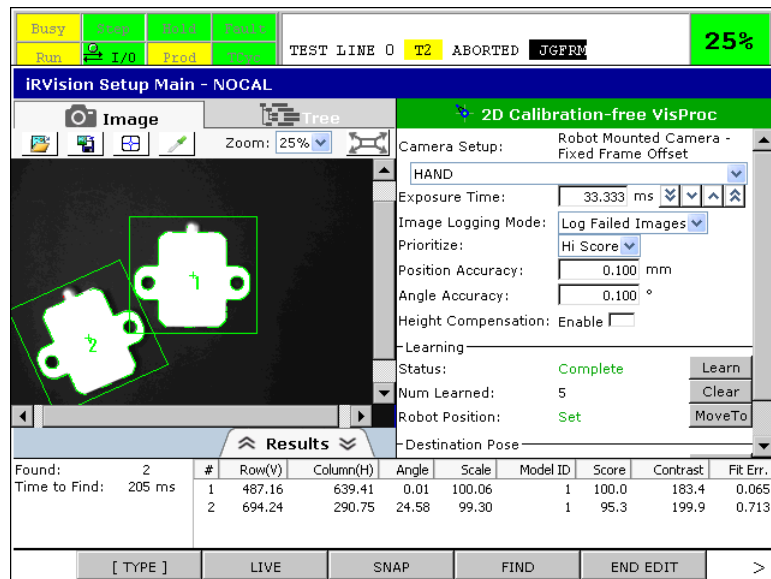 Busy Step Hold Fault
Run I/O Prod TCyc
TEST LINE 0 T2 ABORTED JGFRM
25%
iRVision Setup Main - NOCAL
Image
Tree
2D Calibration-free VisProc
Zoom: 25%
Camera Setup: Robot Mounted Camera - Fixed Frame Offset
HAND
Exposure Time: 33.333 ms
Image Logging Mode: Log Failed Images
Prioritize: Hi Score
Position Accuracy: 0.100 mm
Angle Accuracy: 0.100 °
Height Compensation: Enable
Learning
Status: Complete Learn
Num Learned: 5 Clear
Robot Position: Set MoveTo
Destination Pose
1
2
Results
Found: 2
Time to Find: 205 ms
# Row(V) Column(H) Angle Scale Model ID Score Contrast Fit Err.
1 487.16 639.41 0.01 100.06 1 100.0 183.4 0.065
2 694.24 290.75 24.58 99.30 1 95.3 199.9 0.713
[ TYPE ] LIVE SNAP FIND END EDIT >